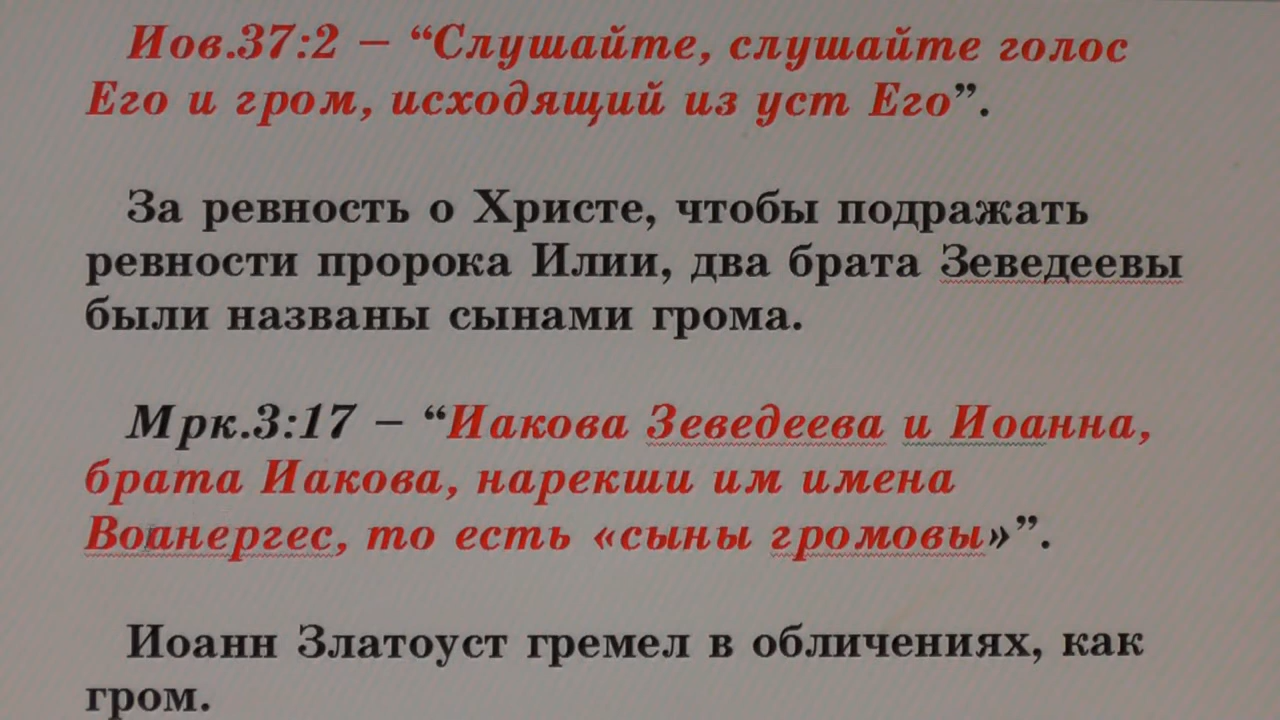 Иов.37:2 – “Слушайте, слушайте голос
Его и гром, исходящий из уст Его”.
За ревность о Христе, чтобы подражать
ревности пророка Илии, два брата Зеведеевы
были названы сынами грома.
Мрк.3:17 – “Иакова Зеведеева и Иоанна,
брата Иакова, нарекши им имена
Воанергес, то есть «сыны громовы»”.
Иоанн Златоуст гремел в обличениях, как
гром.